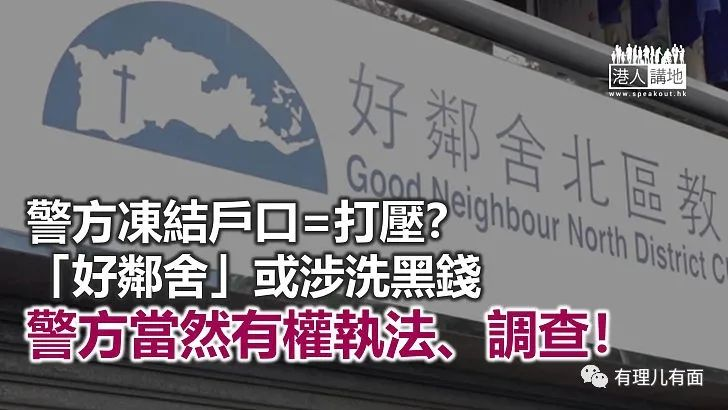 港人講地
www.speakout.hk
好鄰舍北區教
Good Neighbour North District C
警方凍結戶口=打壓?
「好鄰舍」或涉洗黑錢
警方當然有權執法、調查!
有理儿有面